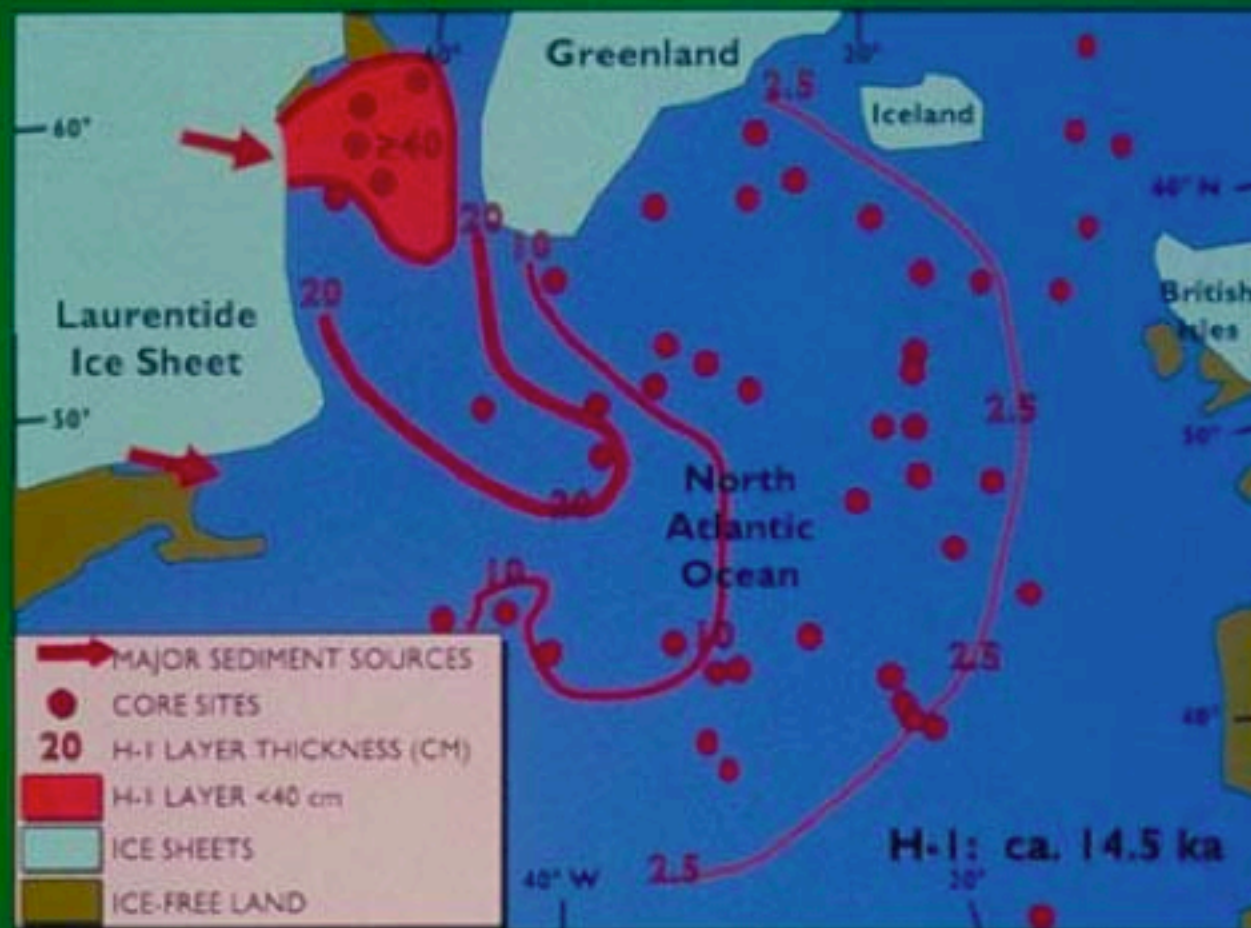 Greenland
20°
2.5
Iceland
60°
≥40
40° N
20
10
20
Laurentide
Ice Sheet
British
Isles
50°
2.5
50°
North
Atlantic
Ocean
20
10
10
2.5
40°
MAJOR SEDIMENT SOURCES
CORE SITES
20 H-1 LAYER THICKNESS (CM)
H-1 LAYER <40 cm
ICE SHEETS
ICE-FREE LAND
H-1: ca. 14.5 ka
2.5
40° W
20°